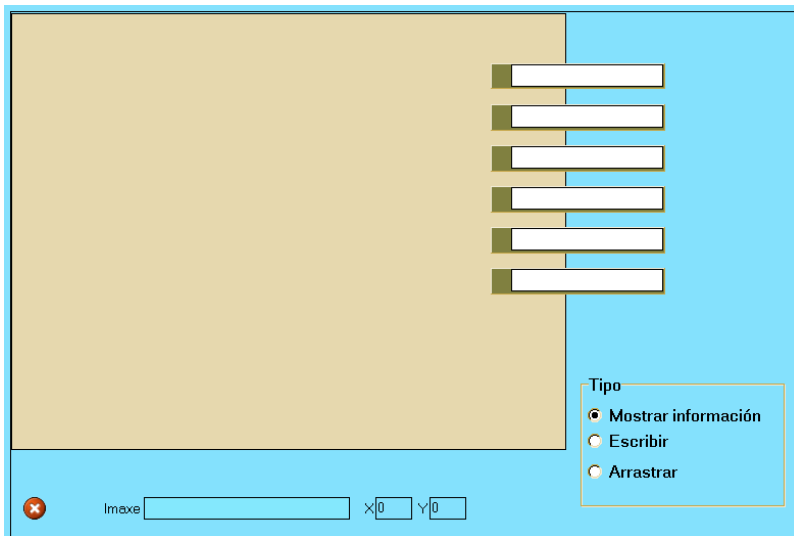 Tipo
Mostrar información
Escribir
Arrastrar
Imaxe X 0 Y 0